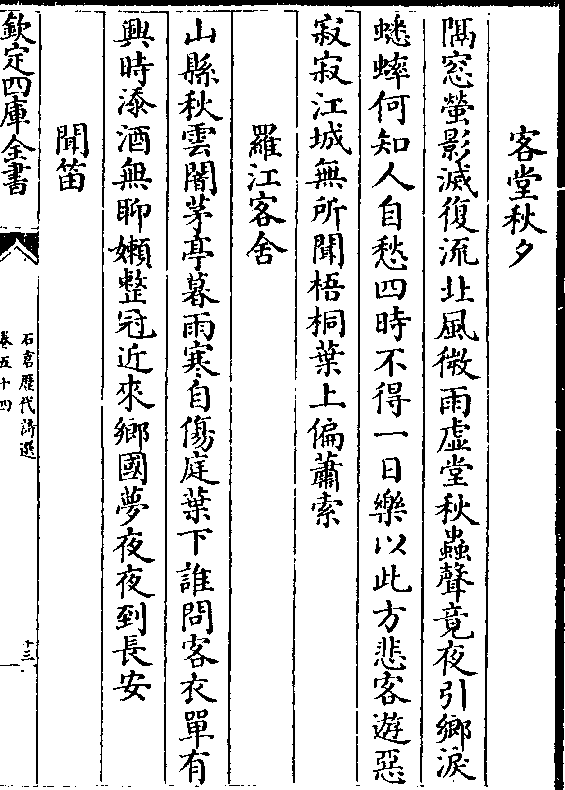 客堂秋夕
隔窓螢影滅復流北風微雨虛堂秋蟲聲竟夜引鄉淚
蟋蟀何知人自愁四時不得一日樂以此方悲客遊惡
寂寂江城無所聞梧桐葉上偏蕭索
羅江客舍
山縣秋雲闇茅亭暮雨寒自傷庭葉下誰問客衣單有
興時添酒無聊嬾整冠近來鄉國夢夜夜到長安
聞笛
欽定四庫全書
石倉歷代詩選
卷五十四
十三